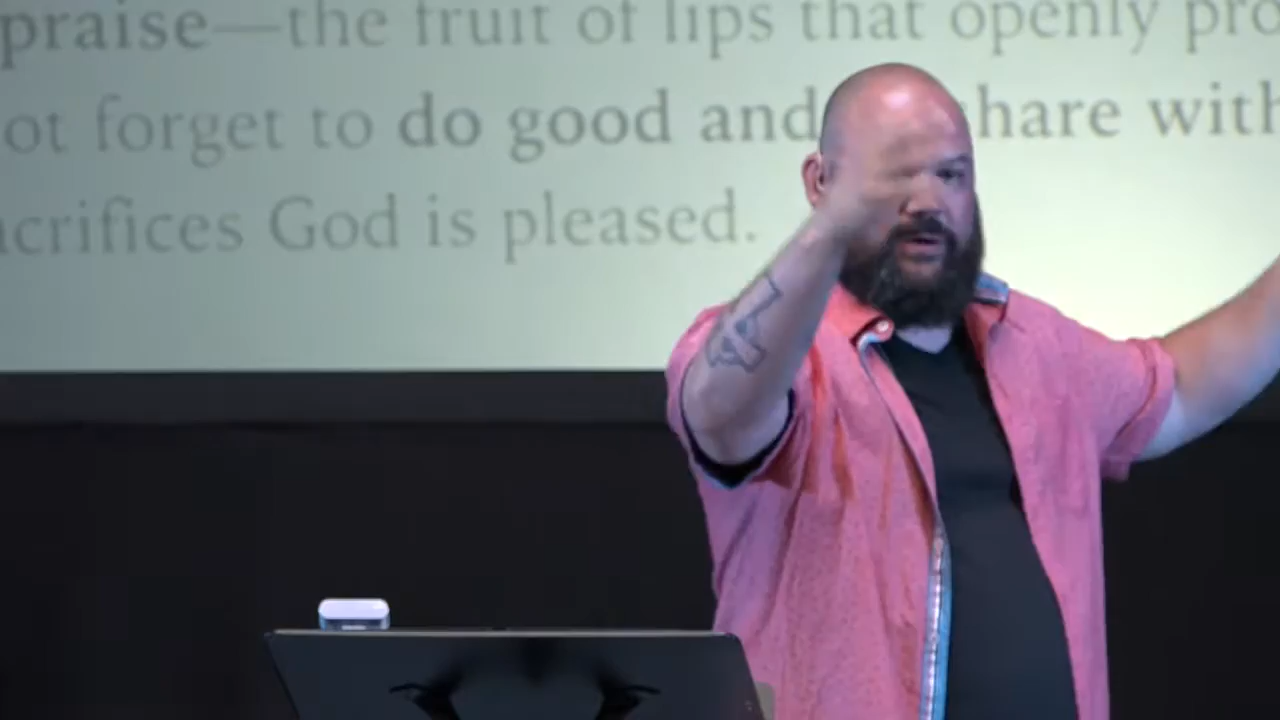 praise—the fruit of lips that openly pro
ot forget to do good and share with
acrifices God is pleased.